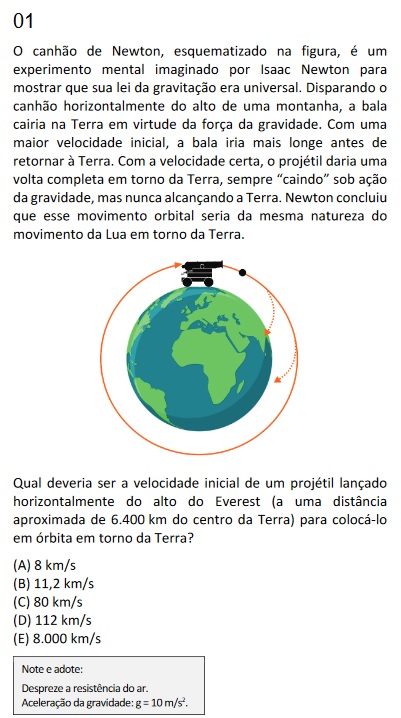 01
O canhão de Newton, esquematizado na figura, é um
experimento mental imaginado por Isaac Newton para
mostrar que sua lei da gravitação era universal. Disparando o
canhão horizontalmente do alto de uma montanha, a bala
cairia na Terra em virtude da força da gravidade. Com uma
maior velocidade inicial, a bala iria mais longe antes de
retornar à Terra. Com a velocidade certa, o projétil daria uma
volta completa em torno da Terra, sempre “caindo” sob ação
da gravidade, mas nunca alcançando a Terra. Newton concluiu
que esse movimento orbital seria da mesma natureza do
movimento da Lua em torno da Terra.
Qual deveria ser a velocidade inicial de um projétil lançado
horizontalmente do alto do Everest (a uma distância
aproximada de 6.400 km do centro da Terra) para colocá-lo
em órbita em torno da Terra?
(A) 8 km/s
(B) 11,2 km/s
(C) 80 km/s
(D) 112 km/s
(E) 8.000 km/s
Note e adote:
Despreze a resistência do ar.
Aceleração da gravidade: g = 10 m/s².